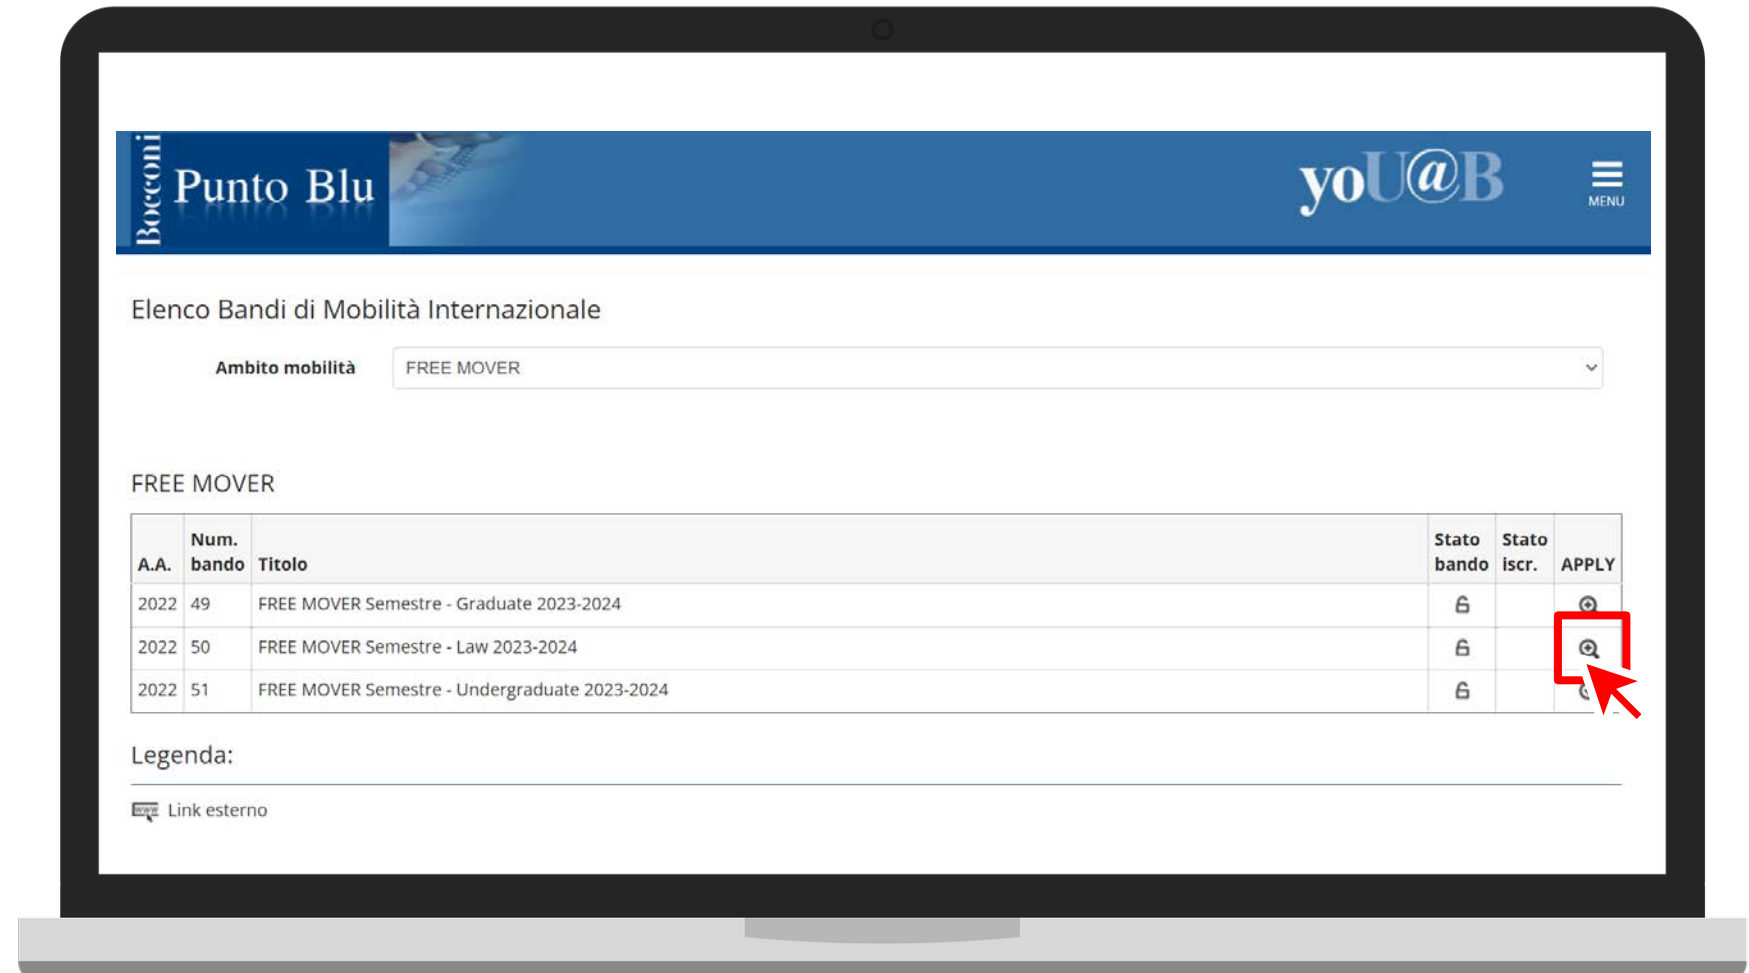 Bocconi
Punto Blu
yoU@B
MENU
Elenco Bandi di Mobilità Internazionale
Ambito mobilità FREE MOVER
FREE MOVER
A.A. Num. bando Titolo Stato bando Stato iscr. APPLY
2022 49 FREE MOVER Semestre - Graduate 2023-2024
2022 50 FREE MOVER Semestre - Law 2023-2024
2022 51 FREE MOVER Semestre - Undergraduate 2023-2024
Legenda:
www Link esterno